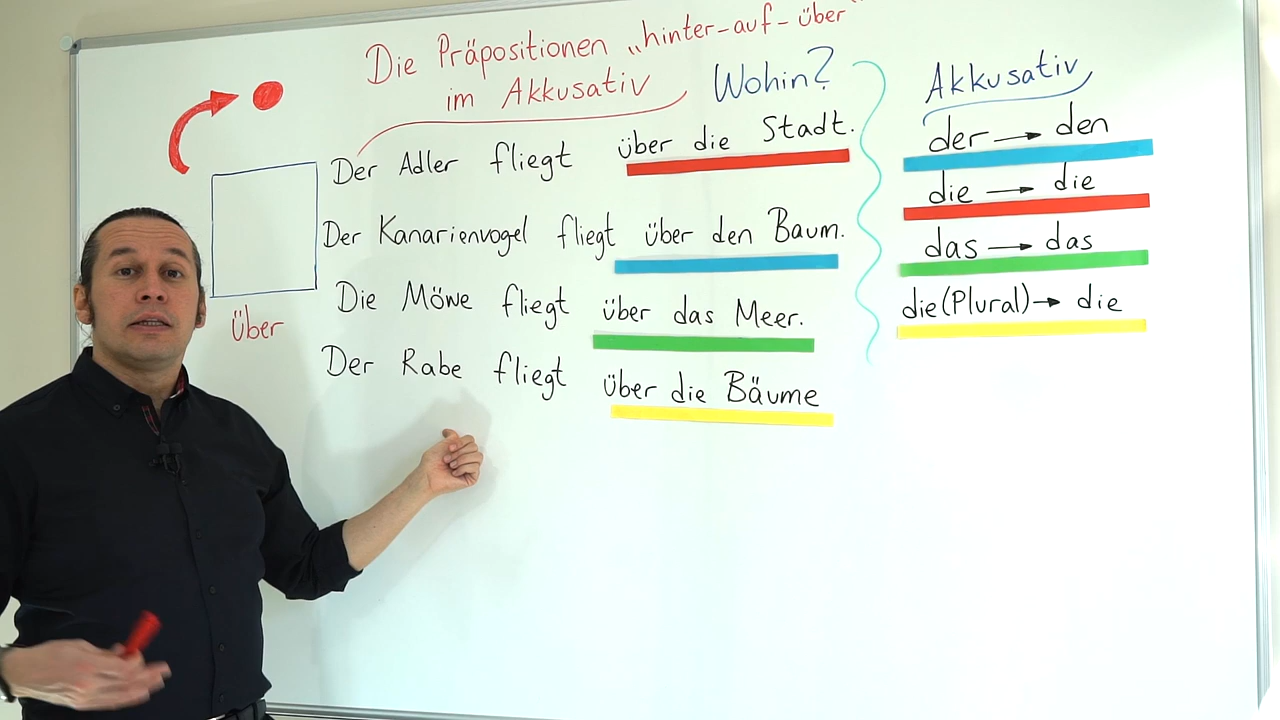 Die Präpositionen „hinter-auf-über“
im Akkusativ
Wohin?
Der Adler fliegt über die Stadt.
Der Kanarienvogel fliegt über den Baum.
Die Möwe fliegt über das Meer.
Der Rabe fliegt über die Bäume
Über
Akkusativ
der → den
die → die
das → das
die (Plural) → die